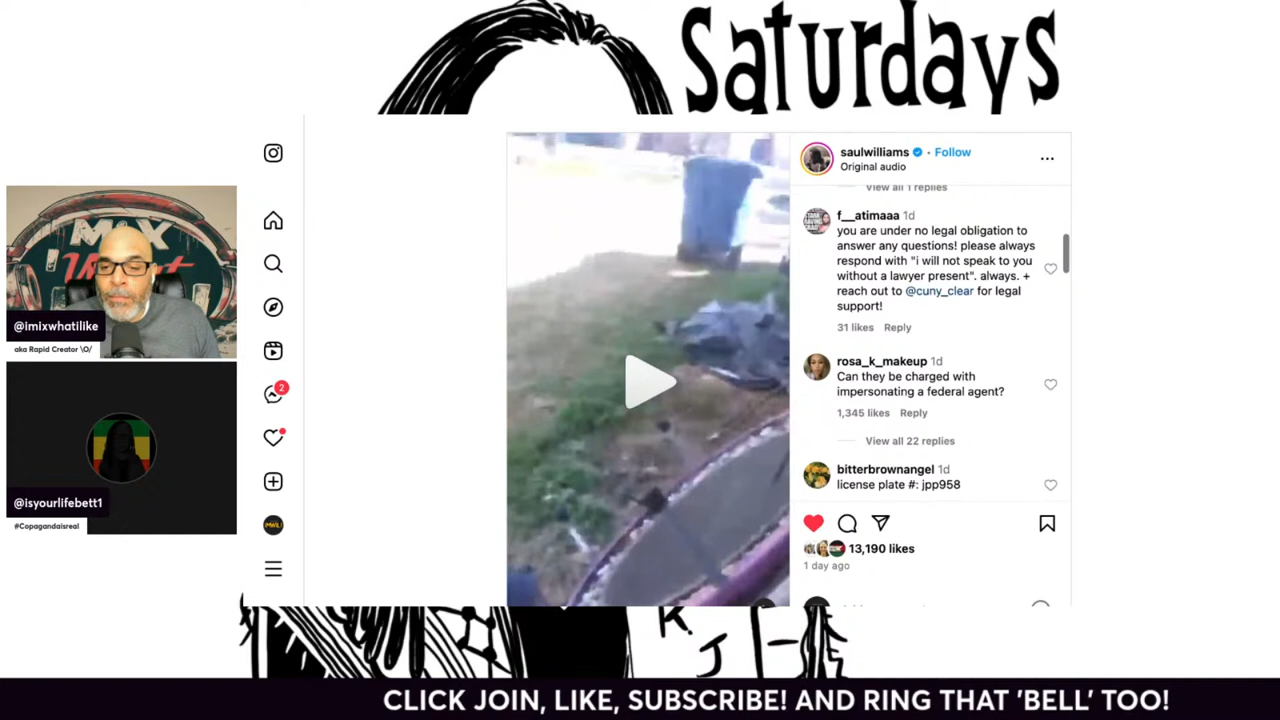 Saturdays
saulwilliams · Follow
Original audio
View all 1 replies
f__atimaaa 1d
you are under no legal obligation to
answer any questions! please always
respond with "i will not speak to you
without a lawyer present". always. +
reach out to @cuny_clear for legal
support!
31 likes Reply
rosa_k_makeup 1d
Can they be charged with
impersonating a federal agent?
1,345 likes Reply
View all 22 replies
bitterbrownangel 1d
license plate #: jpp958
13,190 likes
1 day ago
2
MIX
@imixwhatilike
aka Rapid Creator \O/
@isyourlifebett1
#Copagandaisreal
IMWIL!
R.
J
CLICK JOIN, LIKE, SUBSCRIBE! AND RING THAT 'BELL' TOO!